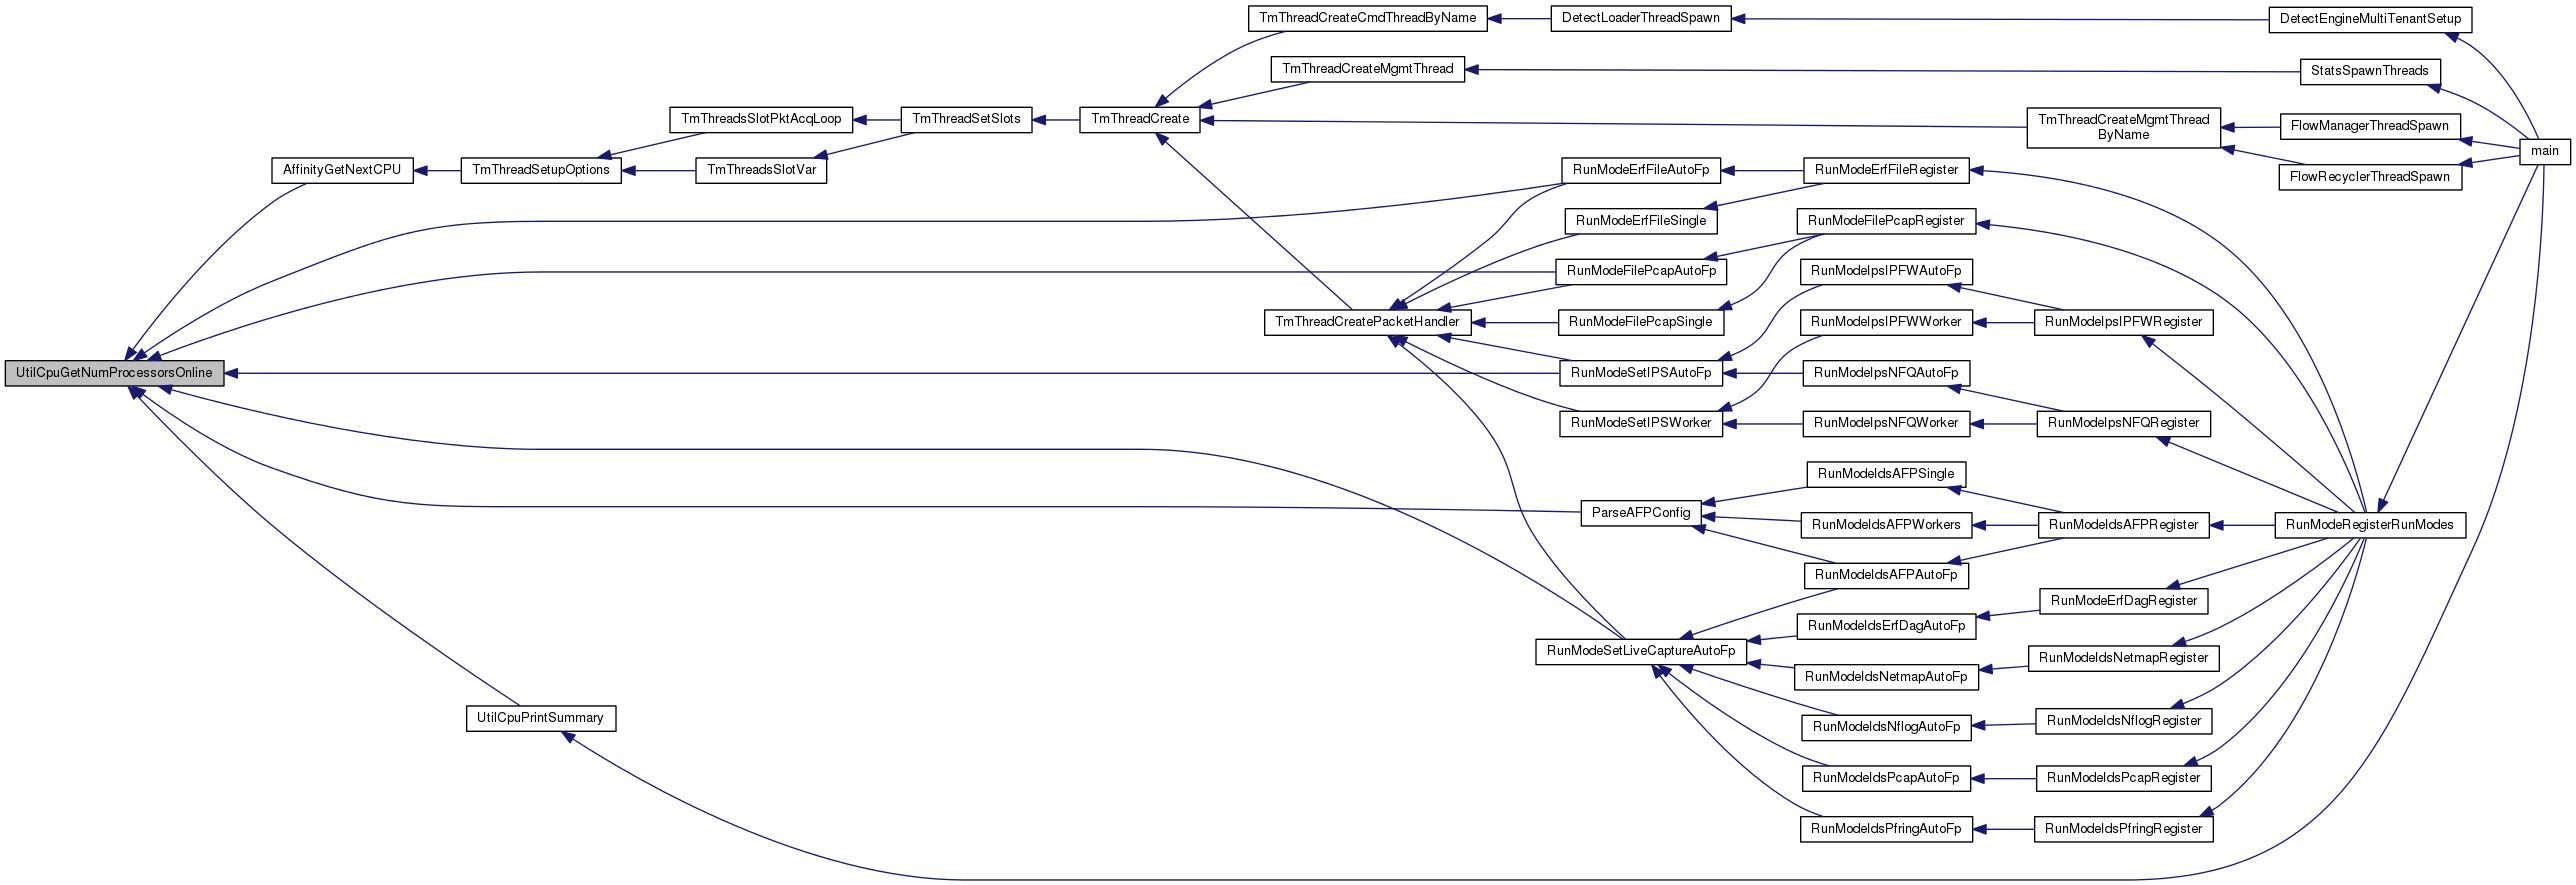 TmThreadCreateCmdThreadByName
DetectLoaderThreadSpawn
DetectEngineMultiTenantSetup
TmThreadCreateMgmtThread
StatsSpawnThreads
TmThreadsSlotPktAcqLoop
TmThreadSetSlots
TmThreadCreate
TmThreadCreateMgmtThread
ByName
FlowManagerThreadSpawn
main
AffinityGetNextCPU
TmThreadSetupOptions
TmThreadsSlotVar
RunModeErfFileAutoFp
RunModeErfFileRegister
FlowRecyclerThreadSpawn
RunModeErfFileSingle
RunModeFilePcapRegister
RunModeFilePcapAutoFp
RunModeIpsIPFWAutoFp
TmThreadCreatePacketHandler
RunModeFilePcapSingle
RunModeIpsIPFWWorker
RunModeIpsIPFWRegister
UtilCpuGetNumProcessorsOnline
RunModeSetIPSAutoFp
RunModeIpsNFQAutoFp
RunModeSetIPSWorker
RunModeIpsNFQWorker
RunModeIpsNFQRegister
RunModeIdsAFPSingle
ParseAFPConfig
RunModeIdsAFPWorkers
RunModeIdsAFPRegister
RunModeRegisterRunModes
RunModeIdsAFPAutoFp
RunModeErfDagRegister
RunModeIdsErfDagAutoFp
RunModeSetLiveCaptureAutoFp
RunModeIdsNetmapRegister
RunModeIdsNetmapAutoFp
UtilCpuPrintSummary
RunModeIdsNflogAutoFp
RunModeIdsNflogRegister
RunModeIdsPcapAutoFp
RunModeIdsPcapRegister
RunModeIdsPfringAutoFp
RunModeIdsPfringRegister